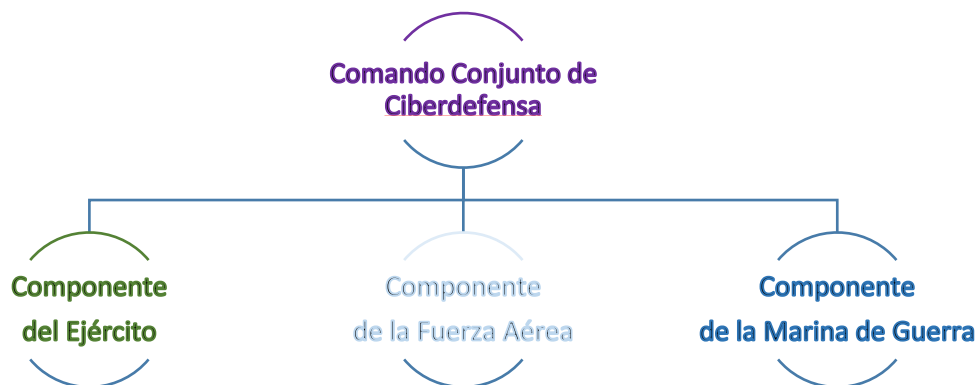 Comando Conjunto de
Ciberdefensa
Componente
del Ejército
Componente
de la Fuerza Aérea
Componente
de la Marina de Guerra